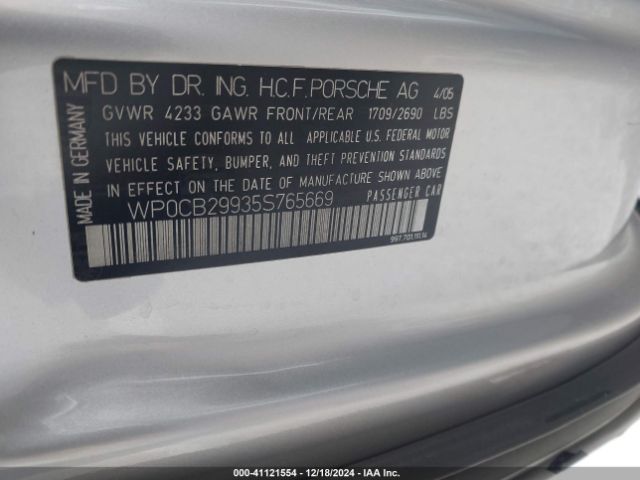 MFD BY DR. ING. H.C.F. PORSCHE AG 4/05
GVWR 4233 GAWR FRONT/REAR 1709/2690 LBS
THIS VEHICLE CONFORMS TO ALL APPLICABLE U.S. FEDERAL MOTOR
VEHICLE SAFETY, BUMPER, AND THEFT PREVENTION STANDARDS
IN EFFECT ON THE DATE OF MANUFACTURE SHOWN ABOVE
WP0CB29935S765669 PASSENGER CAR
MADE IN GERMANY
000-41121554 | 12/18/2024 | IAA Inc.